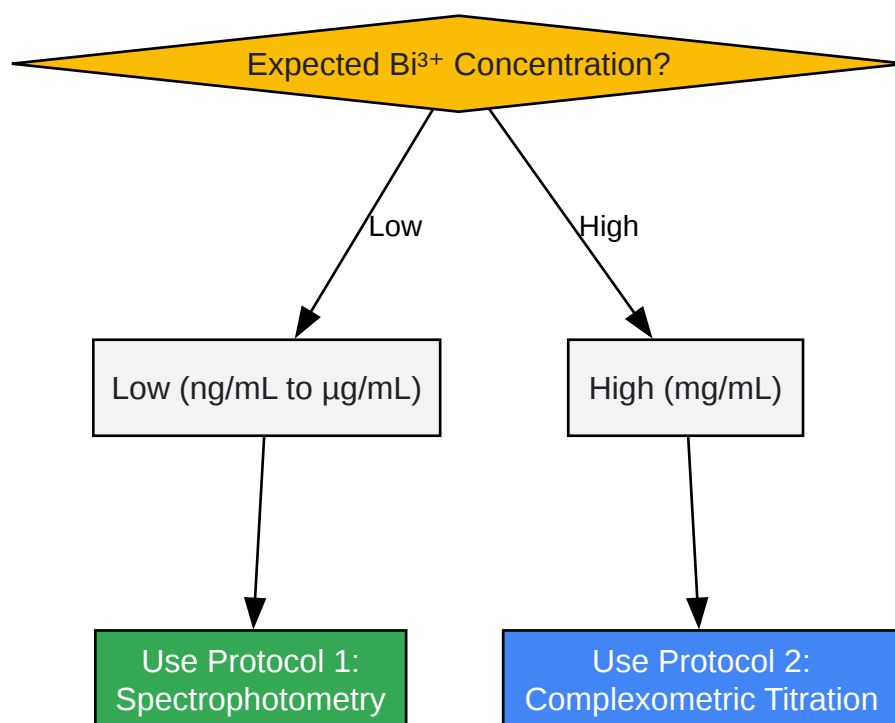 Expected Bi³⁺ Concentration?
Low
High
Low (ng/mL to µg/mL)
High (mg/mL)
Use Protocol 1:
Spectrophotometry
Use Protocol 2:
Complexometric Titration